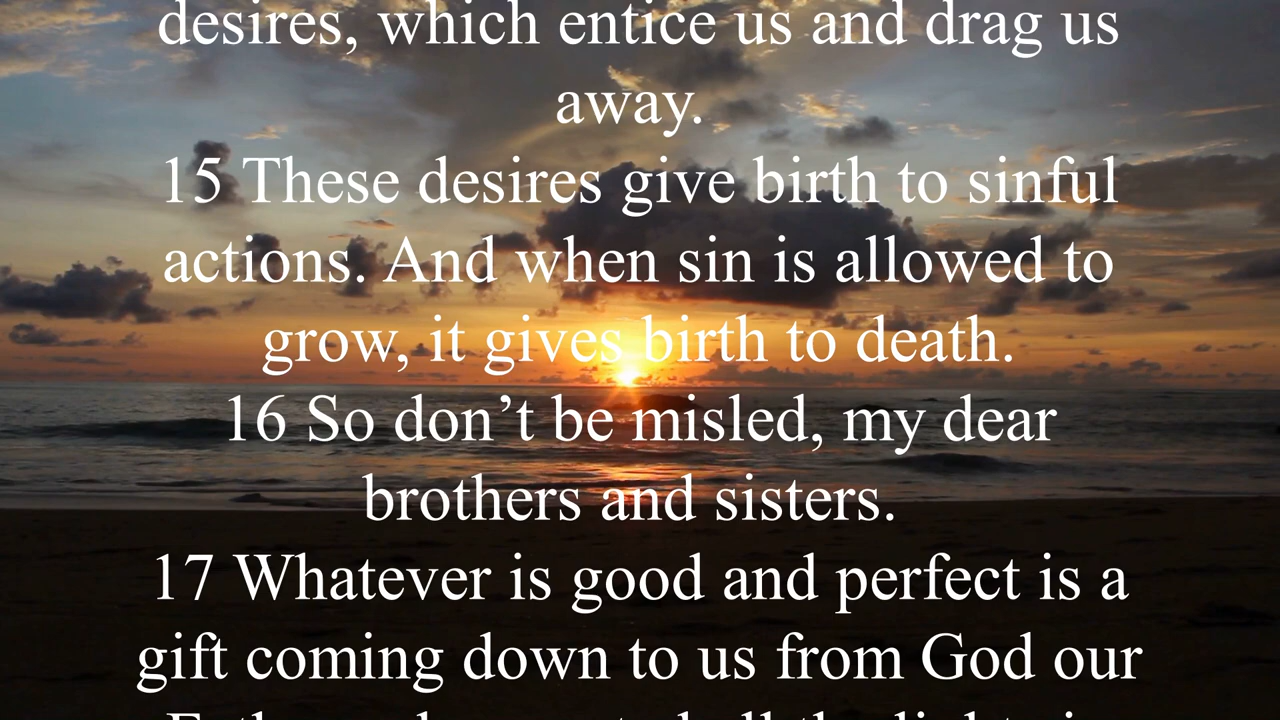 desires, which entice us and drag us
away.
15 These desires give birth to sinful
actions. And when sin is allowed to
grow, it gives birth to death.
16 So don’t be misled, my dear
brothers and sisters.
17 Whatever is good and perfect is a
gift coming down to us from God our